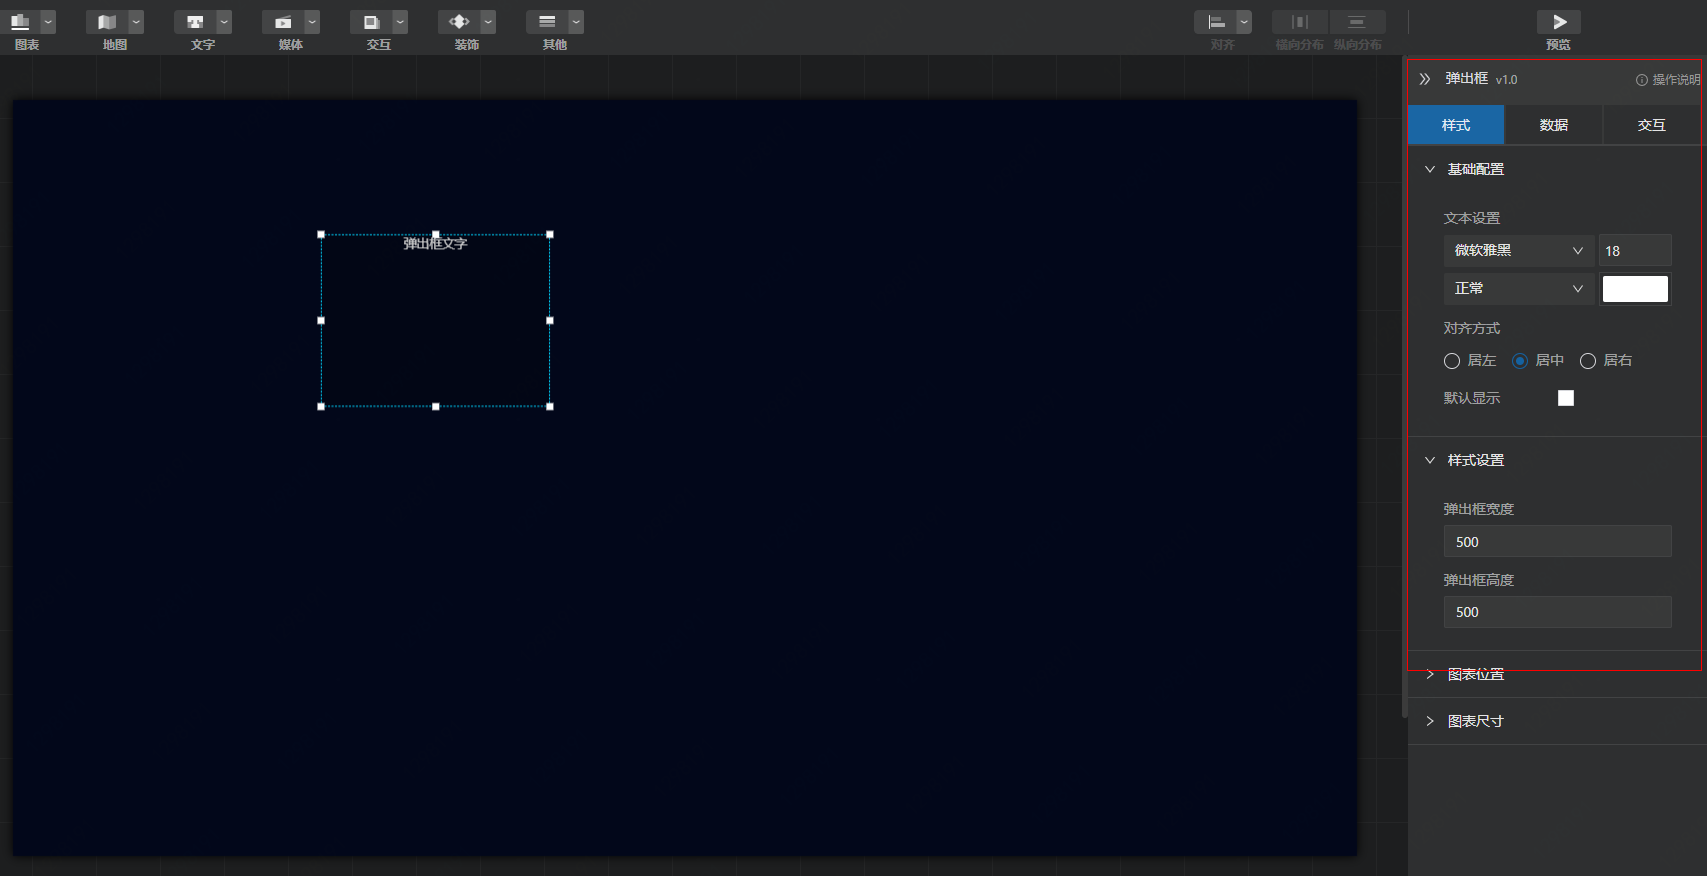 图表
地图
文字
媒体
交互
装饰
其他
对齐
横向分布
纵向分布
预览
弹出框 v1.0
操作说明
样式
数据
交互
基础配置
文本设置
微软雅黑
18
正常
对齐方式
居左
居中
居右
默认显示
样式设置
弹出框宽度
500
弹出框高度
500
图表位置
图表尺寸
弹出框文字